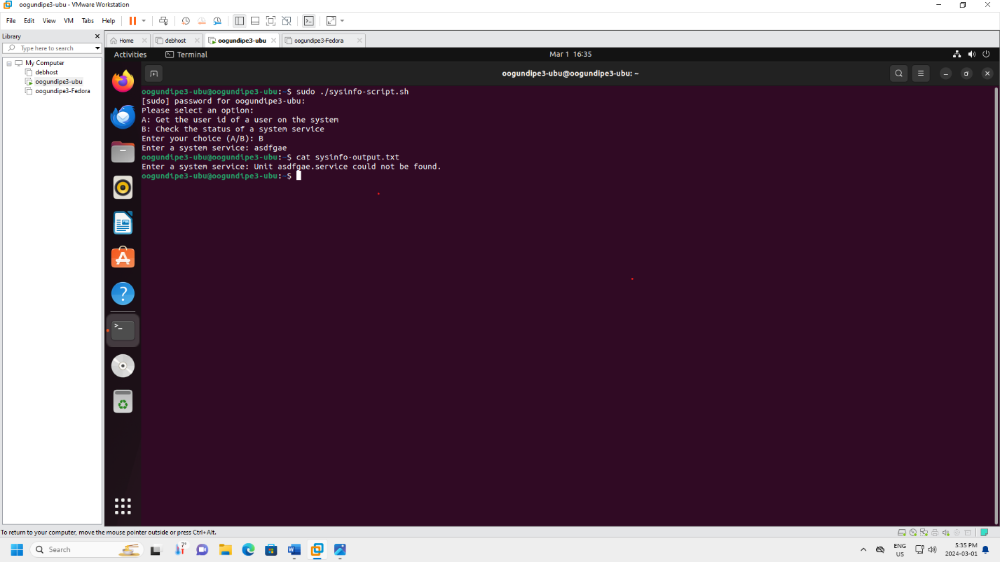 oogundipe3-ubu - VMware Workstation
File Edit View VM Tabs Help
Library
Type here to search
My Computer
debhost
oogundipe3-ubu
oogundipe3-Fedora
Home debhost oogundipe3-ubu oogundipe3-Fedora
Activities Terminal Mar 1 16:35
oogundipe3-ubu@oogundipe3-ubu: ~
oogundipe3-ubu@oogundipe3-ubu:~$ sudo ./sysinfo-script.sh
[sudo] password for oogundipe3-ubu:
Please select an option:
A: Get the user id of a user on the system
B: Check the status of a system service
Enter your choice (A/B): B
Enter a system service: asdfgae
oogundipe3-ubu@oogundipe3-ubu:~$ cat sysinfo-output.txt
Enter a system service: Unit asdfgae.service could not be found.
oogundipe3-ubu@oogundipe3-ubu:~$
To return to your computer, move the mouse pointer outside or press Ctrl+Alt.
Search
7°
ENG
US
5:35 PM
2024-03-01